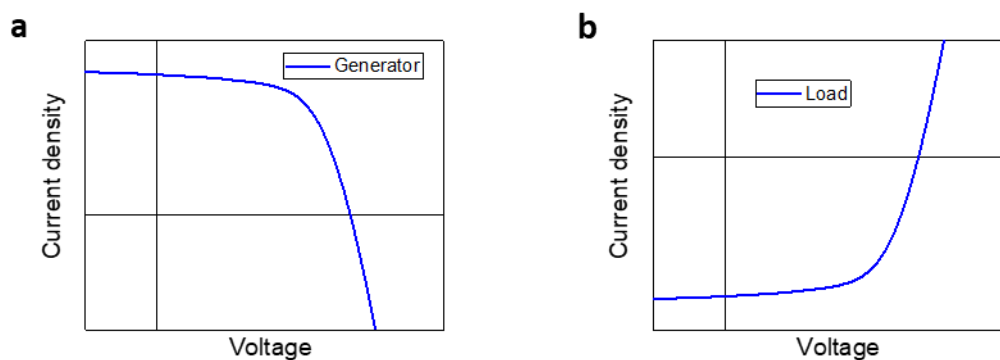 a
Generator
Current density
Voltage
b
Load
Current density
Voltage